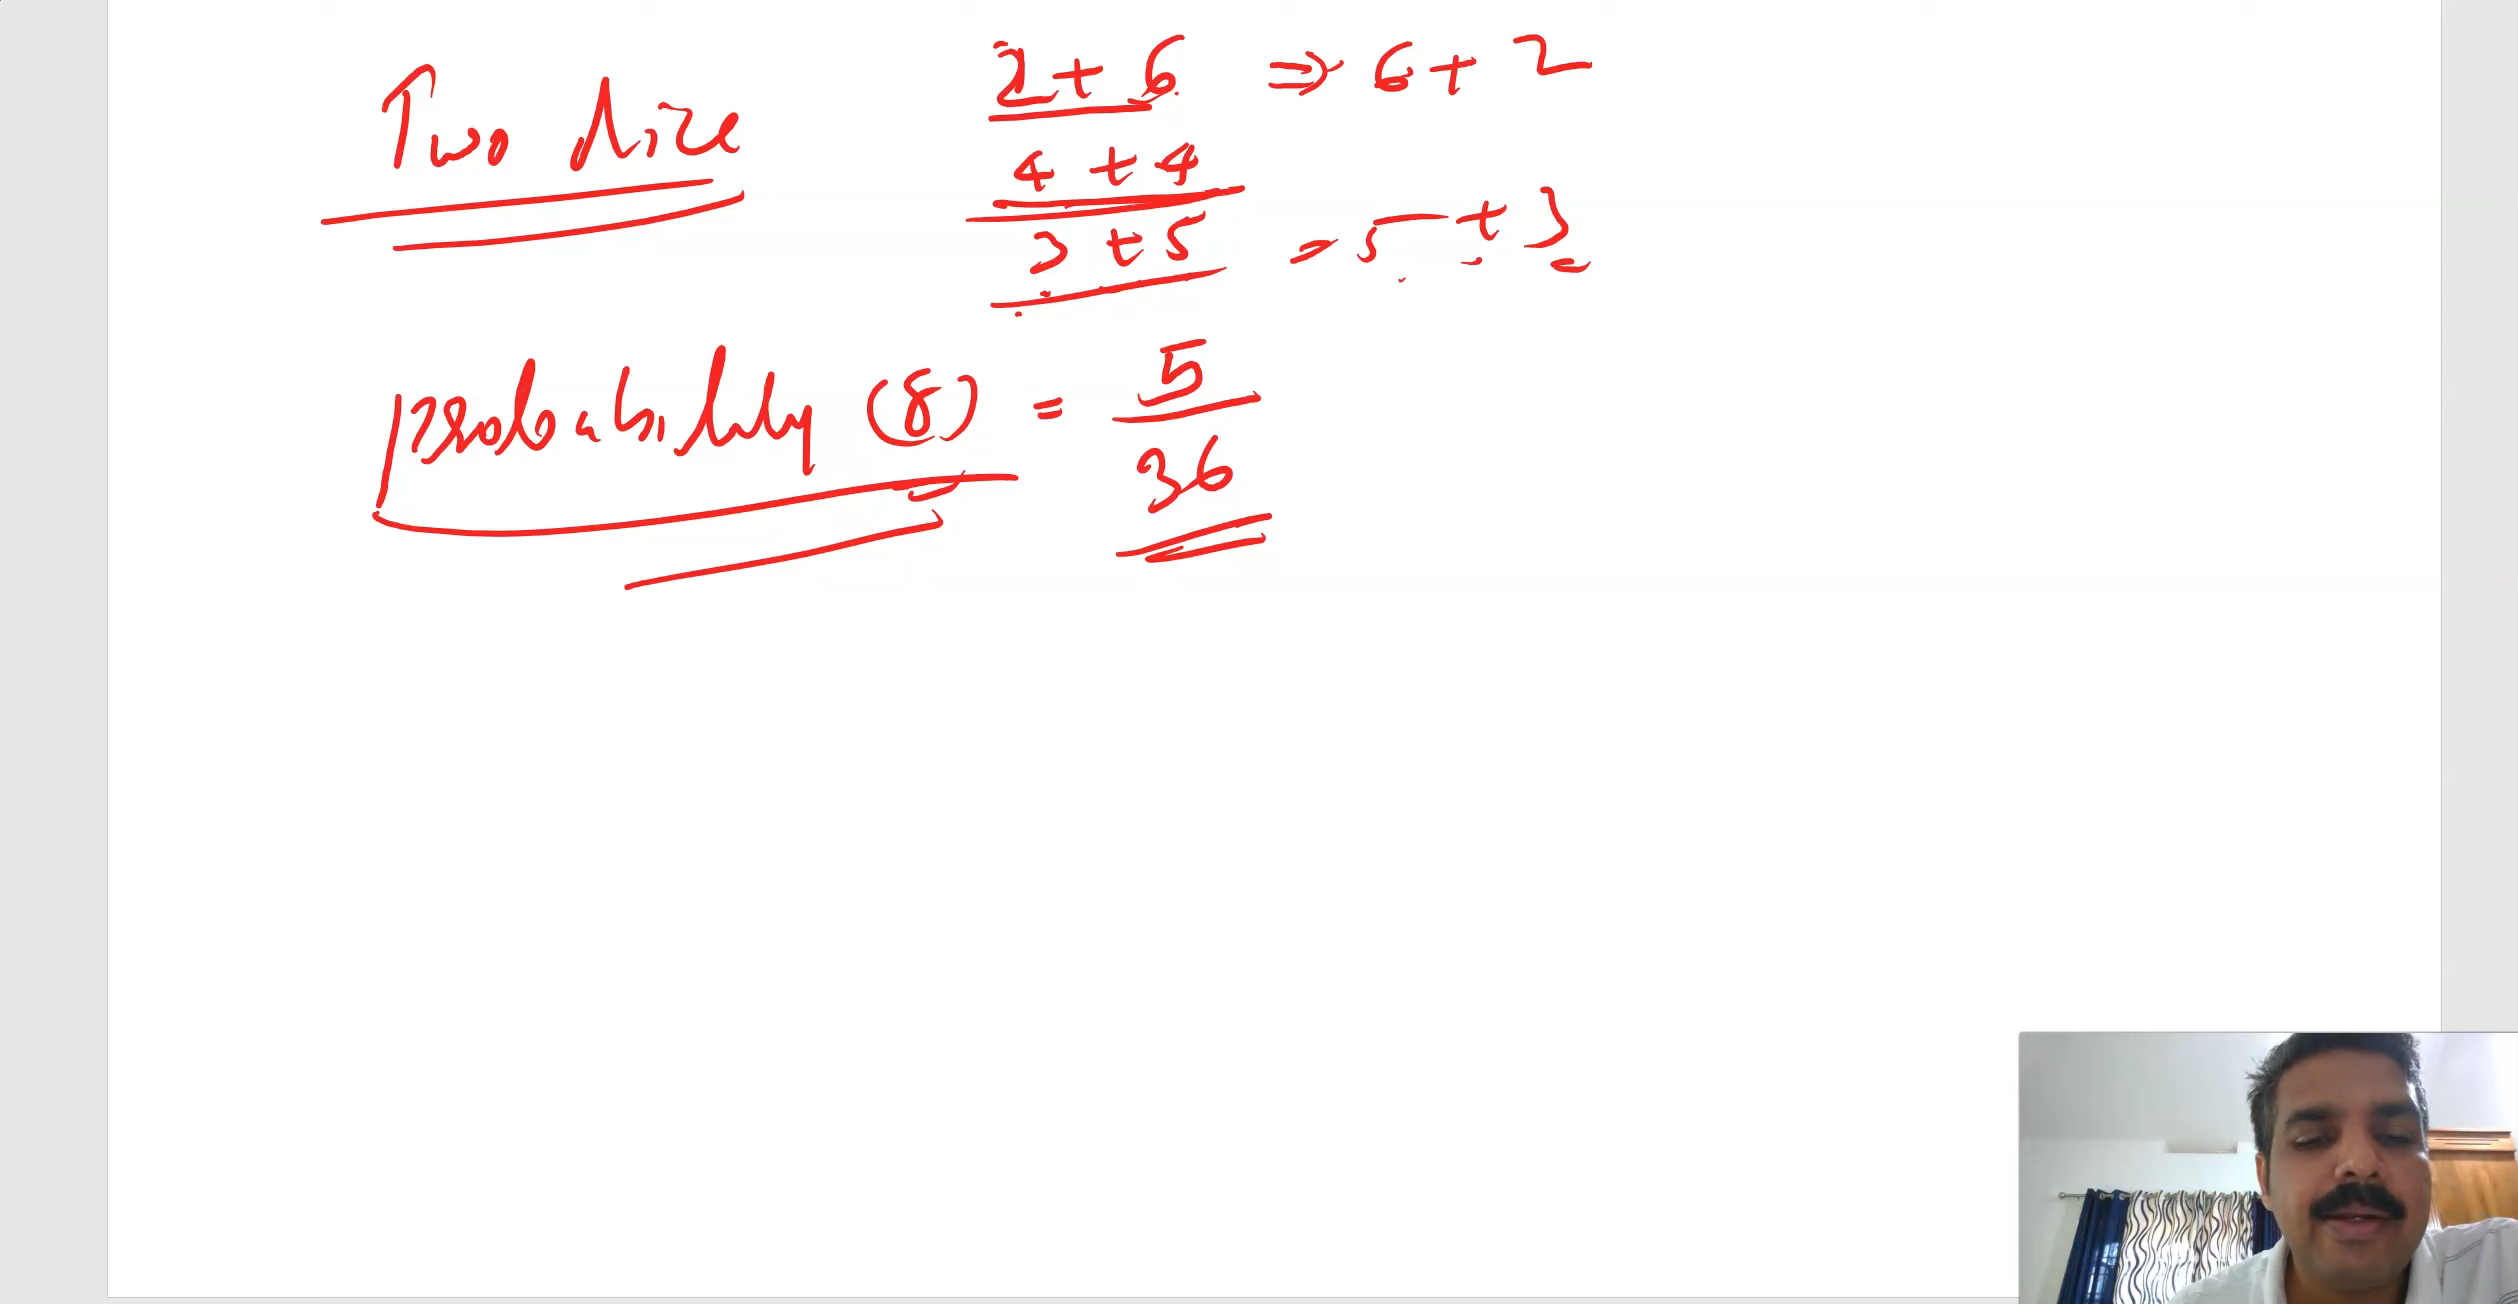 Two dice
2 + 6 ⇒ 6 + 2
4 + 4
3 + 5 ⇒ 5 + 3
Probability (8) = 5/36